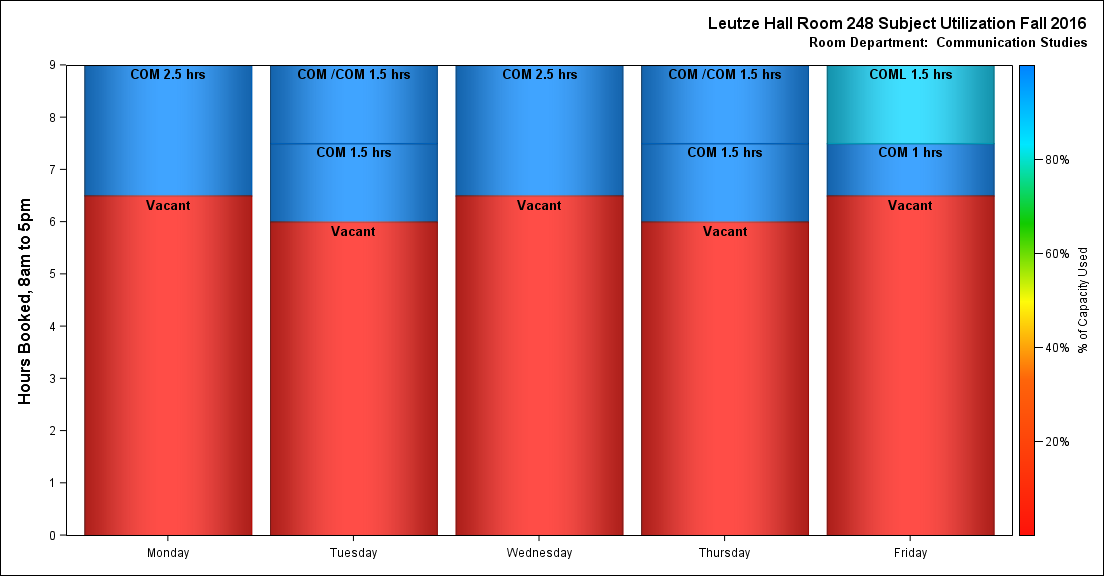 Leutze Hall Room 248 Subject Utilization Fall 2016
Room Department:  Communication Studies
Hours Booked, 8am to 5pm
9
8
7
6
5
4
3
2
1
0
COM 2.5 hrs
Vacant
COM /COM 1.5 hrs
COM 1.5 hrs
Vacant
COM 2.5 hrs
Vacant
COM /COM 1.5 hrs
COM 1.5 hrs
Vacant
COML 1.5 hrs
COM 1 hrs
Vacant
Monday
Tuesday
Wednesday
Thursday
Friday
80%
60%
40%
20%
% of Capacity Used